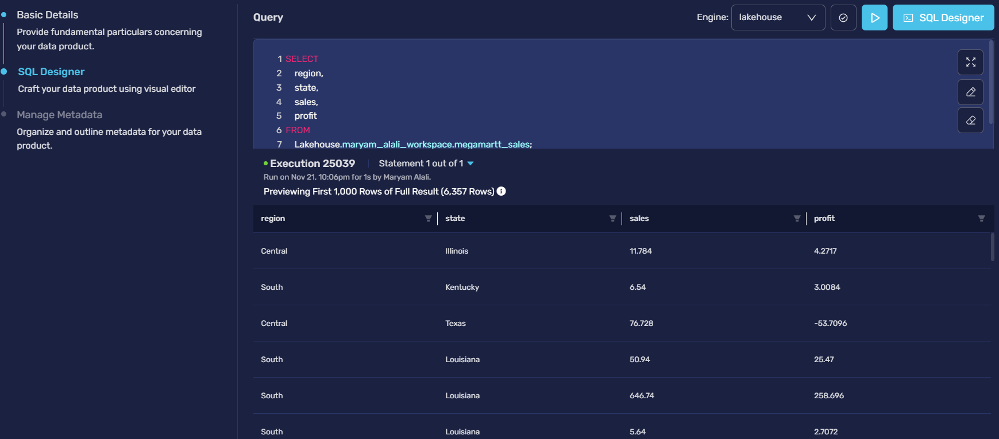 Basic Details
Provide fundamental particulars concerning
your data product.
SQL Designer
Craft your data product using visual editor
Manage Metadata
Organize and outline metadata for your data
product.
Query
Engine: lakehouse
SQL Designer
1 SELECT
2 region,
3 state,
4 sales,
5 profit
6 FROM
7 Lakehouse.maryam_alali_workspace.megamartt_sales;
Execution 25039 Statement 1 out of 1
Run on Nov 21, 10:06pm for 1s by Maryam Alali.
Previewing First 1,000 Rows of Full Result (6,357 Rows)
region state sales profit
Central Illinois 11.784 4.2717
South Kentucky 6.54 3.0084
Central Texas 76.728 -53.7096
South Louisiana 50.94 25.47
South Louisiana 646.74 258.696
South Louisiana 5.64 2.7072